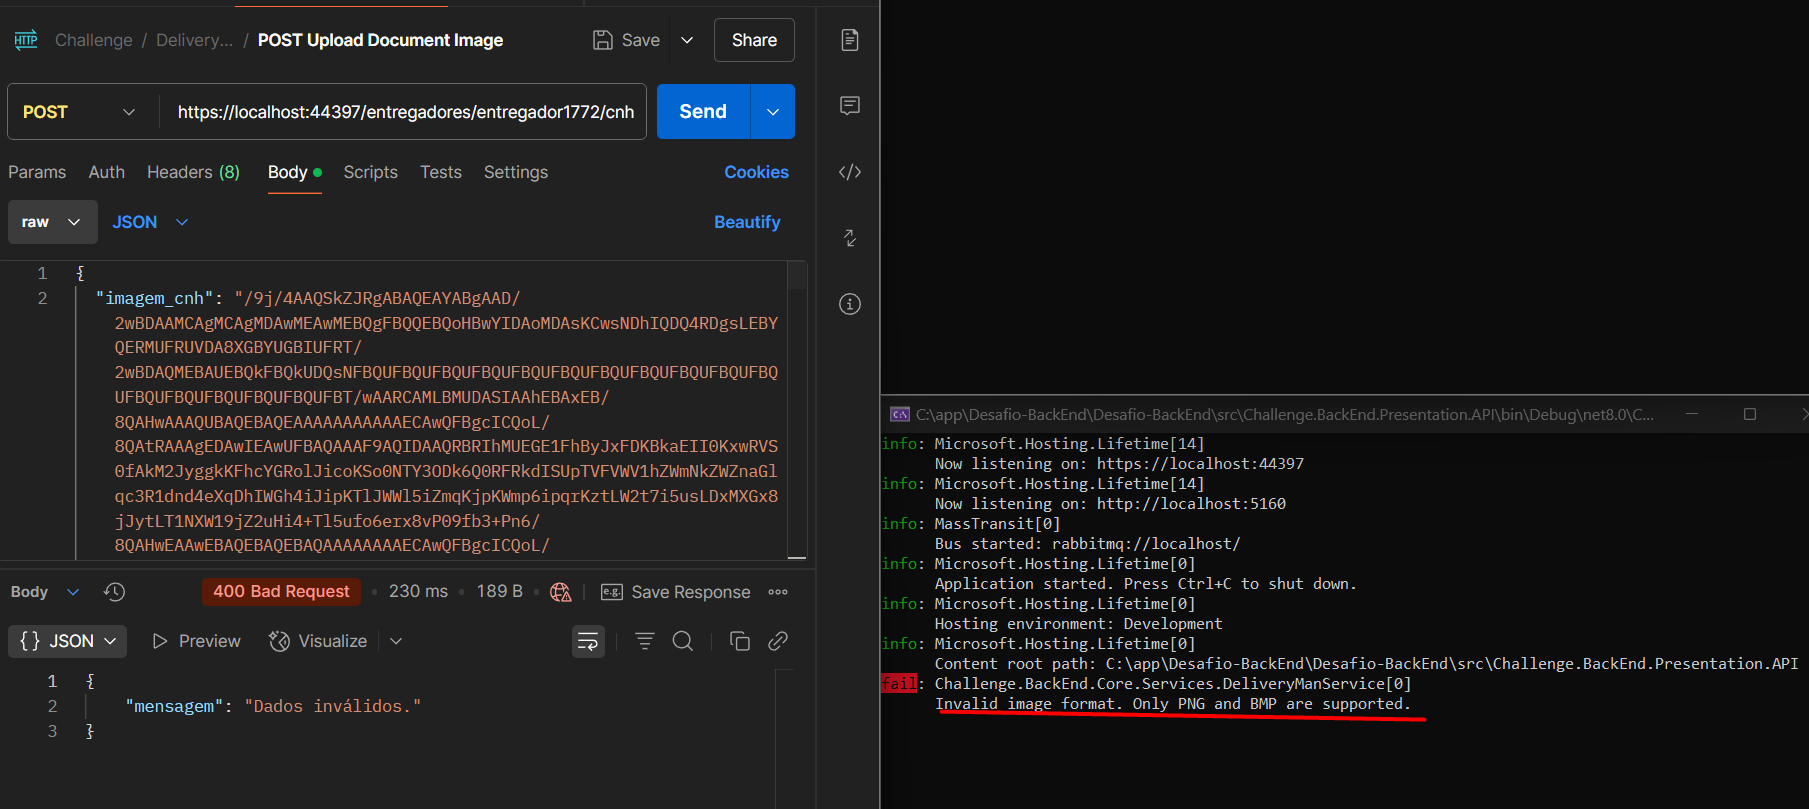 HTTP Challenge / Delivery... / POST Upload Document Image
Save
Share
POST
https://localhost:44397/entregadores/entregador1772/cnh
Send
Params
Auth
Headers (8)
Body
Scripts
Tests
Settings
Cookies
raw
JSON
Beautify
1 {
2 "imagem_cnh": "/9j/4AAQSkZJRgABAQEAYABgAAD/
2wBDAAMCAgMCAgMDAwMEAwMEBQgFBQQEBQoHBwYIDAoMDAsKCwsNDhIQDQ4RDgsLEBY
QERMUFRUVDA8XGBYUGBIUFRT/
2wBDAQMEBAUEBQkFBQkUDQsNFBQUFBQUFBQUFBQUFBQUFBQUFBQUFBQUFBQUFBQUFBQ
UFBQUFBQUFBQUFBQUFBQUFBT/wAARCAMLBMUDASIAAhEBAxEB/
8QAHwAAAQUBAQEBAQEAAAAAAAAAAAECAwQFBgcICQoL/
8QAtRAAAgEDAwIEAwUFBAQAAAF9AQIDAAQRBRIhMUEGE1FhByJxFDKBkaEII0KxwRVS
0fAkM2JyggkKFhcYGRolJicoKSo0NTY3ODk6Q0RFRkdISUpTVFVWV1hZWmNkZWZnaGl
qc3R1dnd4eXqDhIWGh4iJipKTlJWWl5iZmqKjpKWmp6ipqrKztLW2t7i5usLDxMXGx8
jJytLT1NXW19jZ2uHi4+Tl5ufo6erx8vP09fb3+Pn6/
8QAHwEAAwEBAQEBAQEBAQAAAAAAAAECAwQFBgcICQoL/
Body
400 Bad Request
230 ms
189 B
e.g. Save Response
{} JSON
Preview
Visualize
1 {
2 "mensagem": "Dados inválidos."
3 }
C:\app\Desafio-BackEnd\Desafio-BackEnd\src\Challenge.BackEnd.Presentation.API\bin\Debug\net8.0\C...
info: Microsoft.Hosting.Lifetime[14]
Now listening on: https://localhost:44397
info: Microsoft.Hosting.Lifetime[14]
Now listening on: http://localhost:5160
info: MassTransit[0]
Bus started: rabbitmq://localhost/
info: Microsoft.Hosting.Lifetime[0]
Application started. Press Ctrl+C to shut down.
info: Microsoft.Hosting.Lifetime[0]
Hosting environment: Development
info: Microsoft.Hosting.Lifetime[0]
Content root path: C:\app\Desafio-BackEnd\Desafio-BackEnd\src\Challenge.BackEnd.Presentation.API
fail: Challenge.BackEnd.Core.Services.DeliveryManService[0]
Invalid image format. Only PNG and BMP are supported.